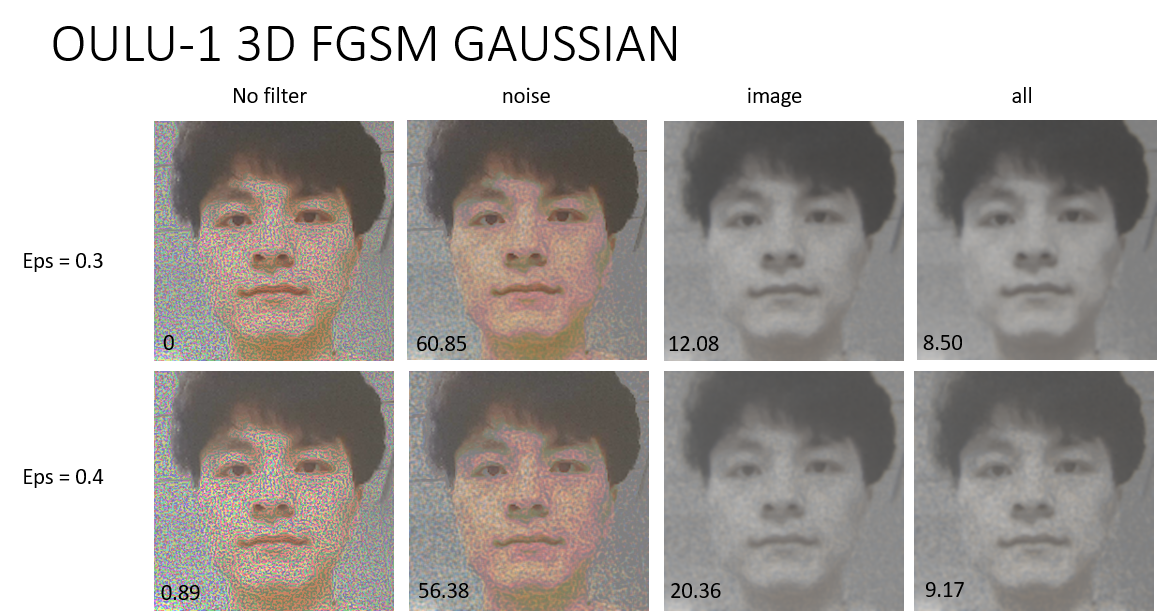 OULU-1 3D FGSM GAUSSIAN
No filter noise image all
Eps = 0.3
0 60.85 12.08 8.50
Eps = 0.4
0.89 56.38 20.36 9.17